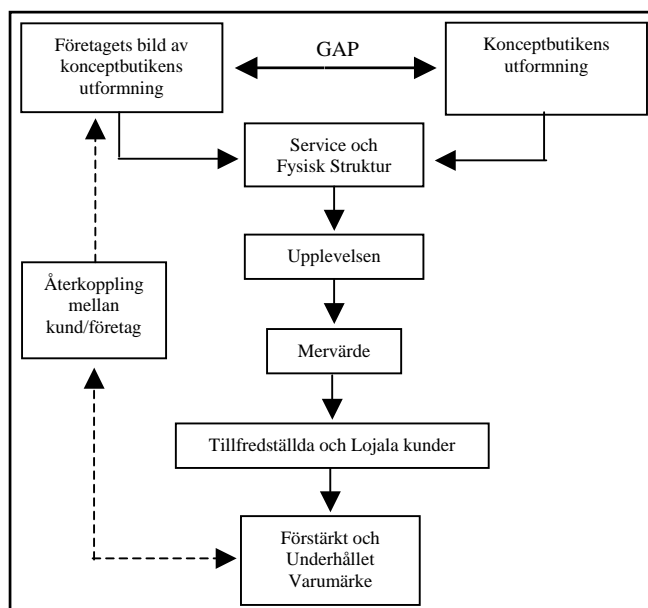 Företagets bild av
konceptbutikens
utformning
GAP
Konceptbutikens
utformning
Service och
Fysisk Struktur
Upplevelsen
Återkoppling
mellan
kund/företag
Mervärde
Tillfredställda och Lojala kunder
Förstärkt och
Underhållet
Varumärke